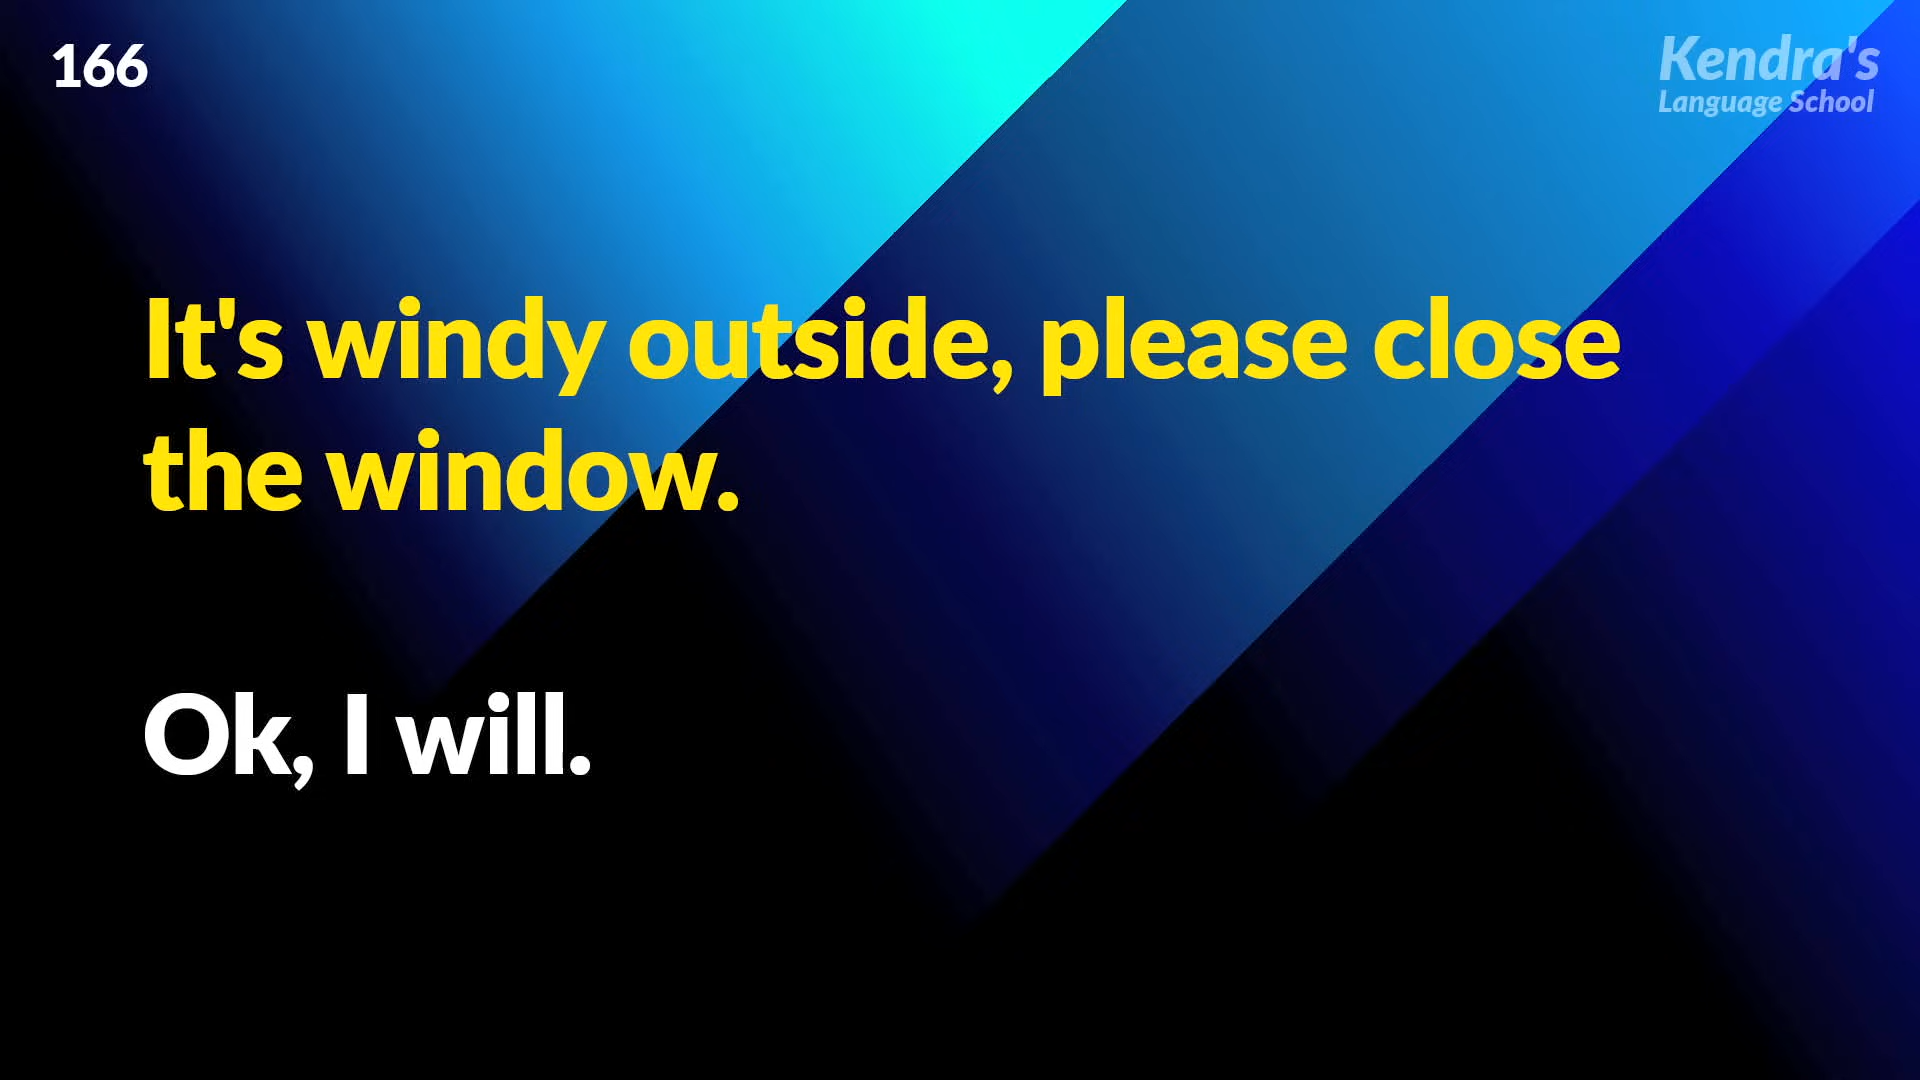 166
Kendra's
Language School
It's windy outside, please close
the window.
Ok, I will.